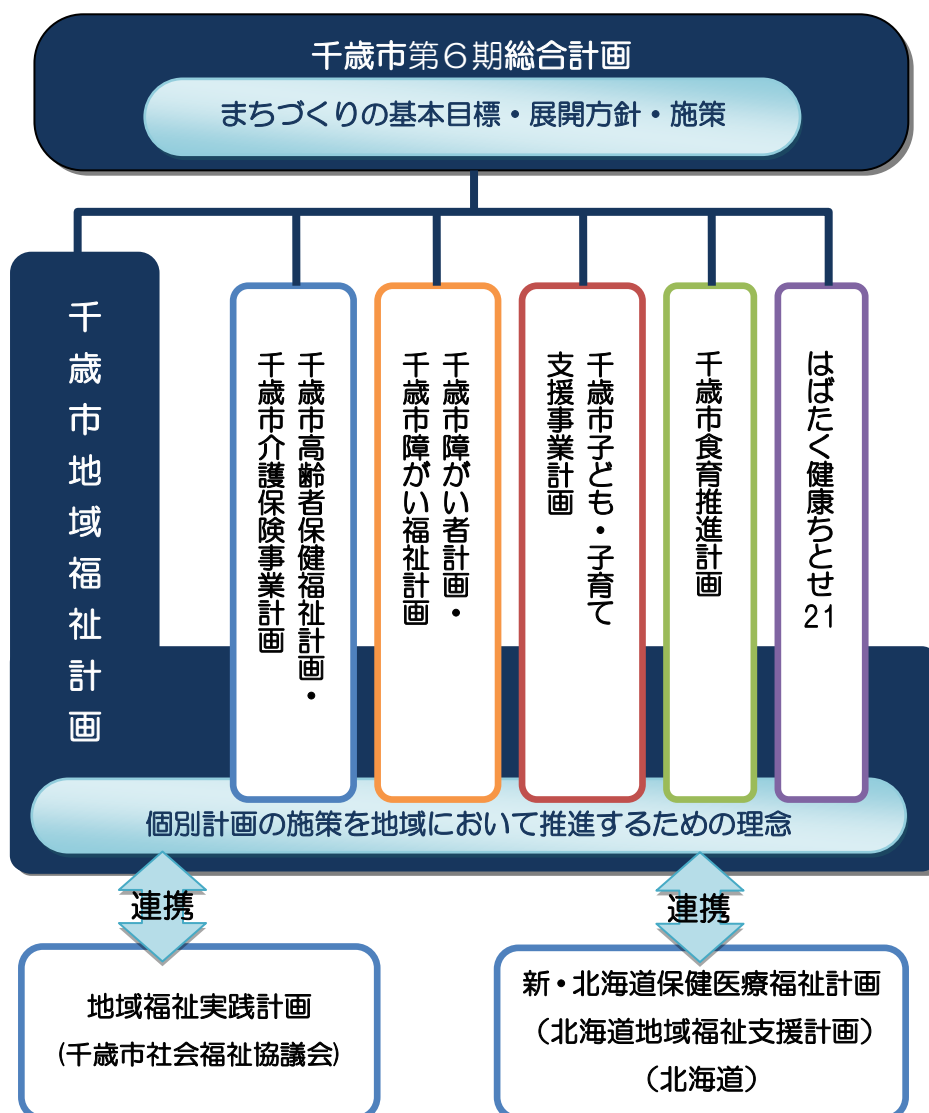 千歳市第６期総合計画
まちづくりの基本目標・展開方針・施策
千歳市地域福祉計画
千歳市高齢者保健福祉計画・
千歳市介護保険事業計画
千歳市障がい者計画・
千歳市障がい福祉計画
千歳市子ども・子育て
支援事業計画
千歳市食育推進計画
はばたく健康ちとせ21
個別計画の施策を地域において推進するための理念
連携
連携
地域福祉実践計画
(千歳市社会福祉協議会)
新・北海道保健医療福祉計画
（北海道地域福祉支援計画）
（北海道）